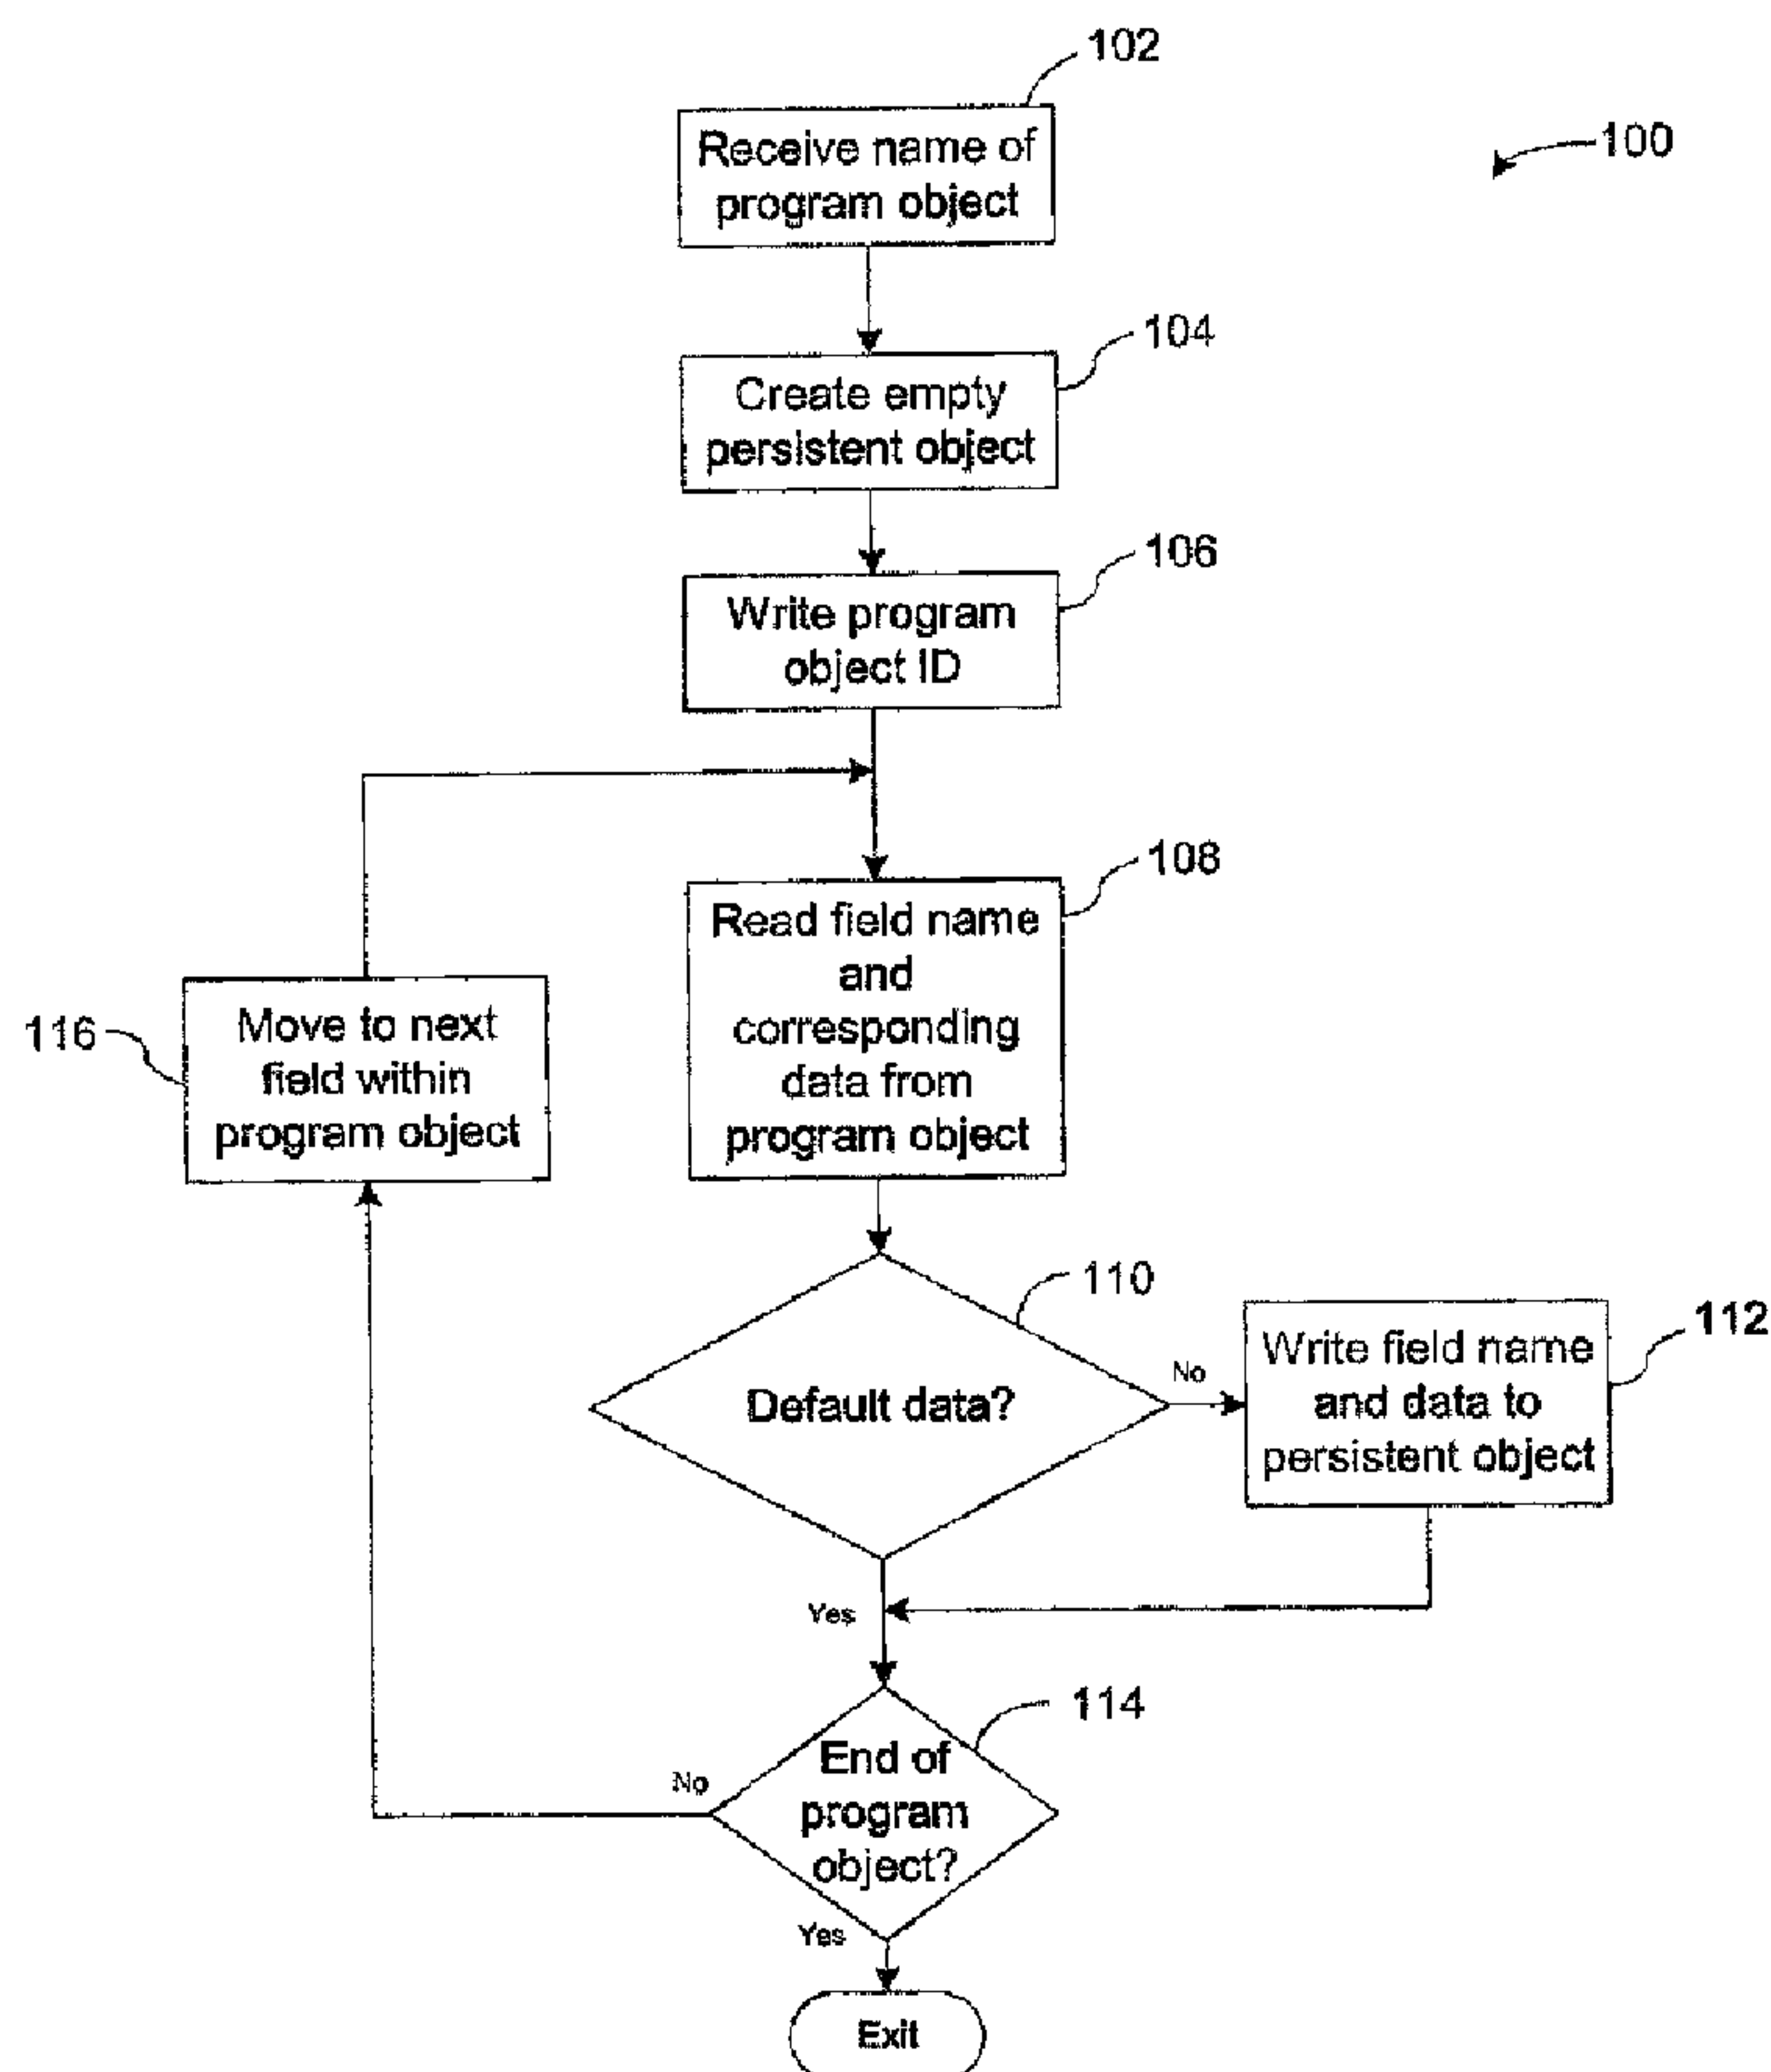 102
Receive name of
program object
100
104
Create empty
persistent object
106
Write program
object ID
108
Read field name
and
corresponding
data from
program object
116
Move to next
field within
program object
110
Default data?
No
112
Write field name
and data to
persistent object
Yes
114
End of
program
object?
No
Yes
Exit